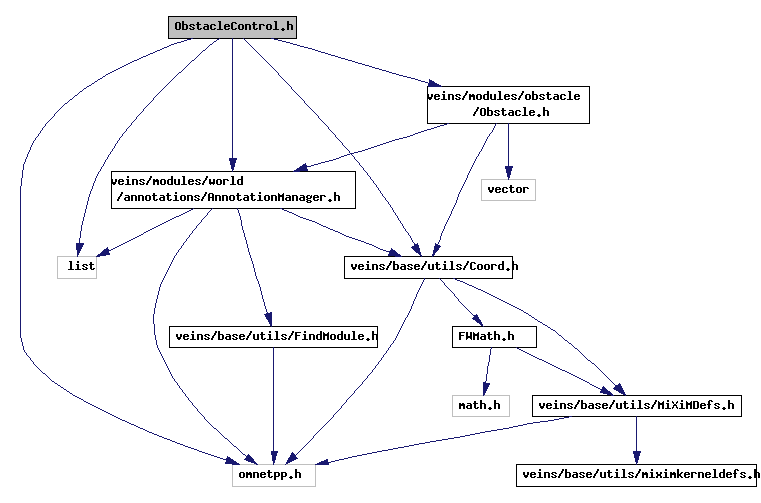 ObstacleControl.h
veins/modules/obstacle
/Obstacle.h
veins/modules/world
/annotations/AnnotationManager.h
vector
list
veins/base/utils/Coord.h
veins/base/utils/FindModule.h
FWMath.h
math.h
veins/base/utils/MiXiMDefs.h
omnetpp.h
veins/base/utils/miximkerneldefs.h